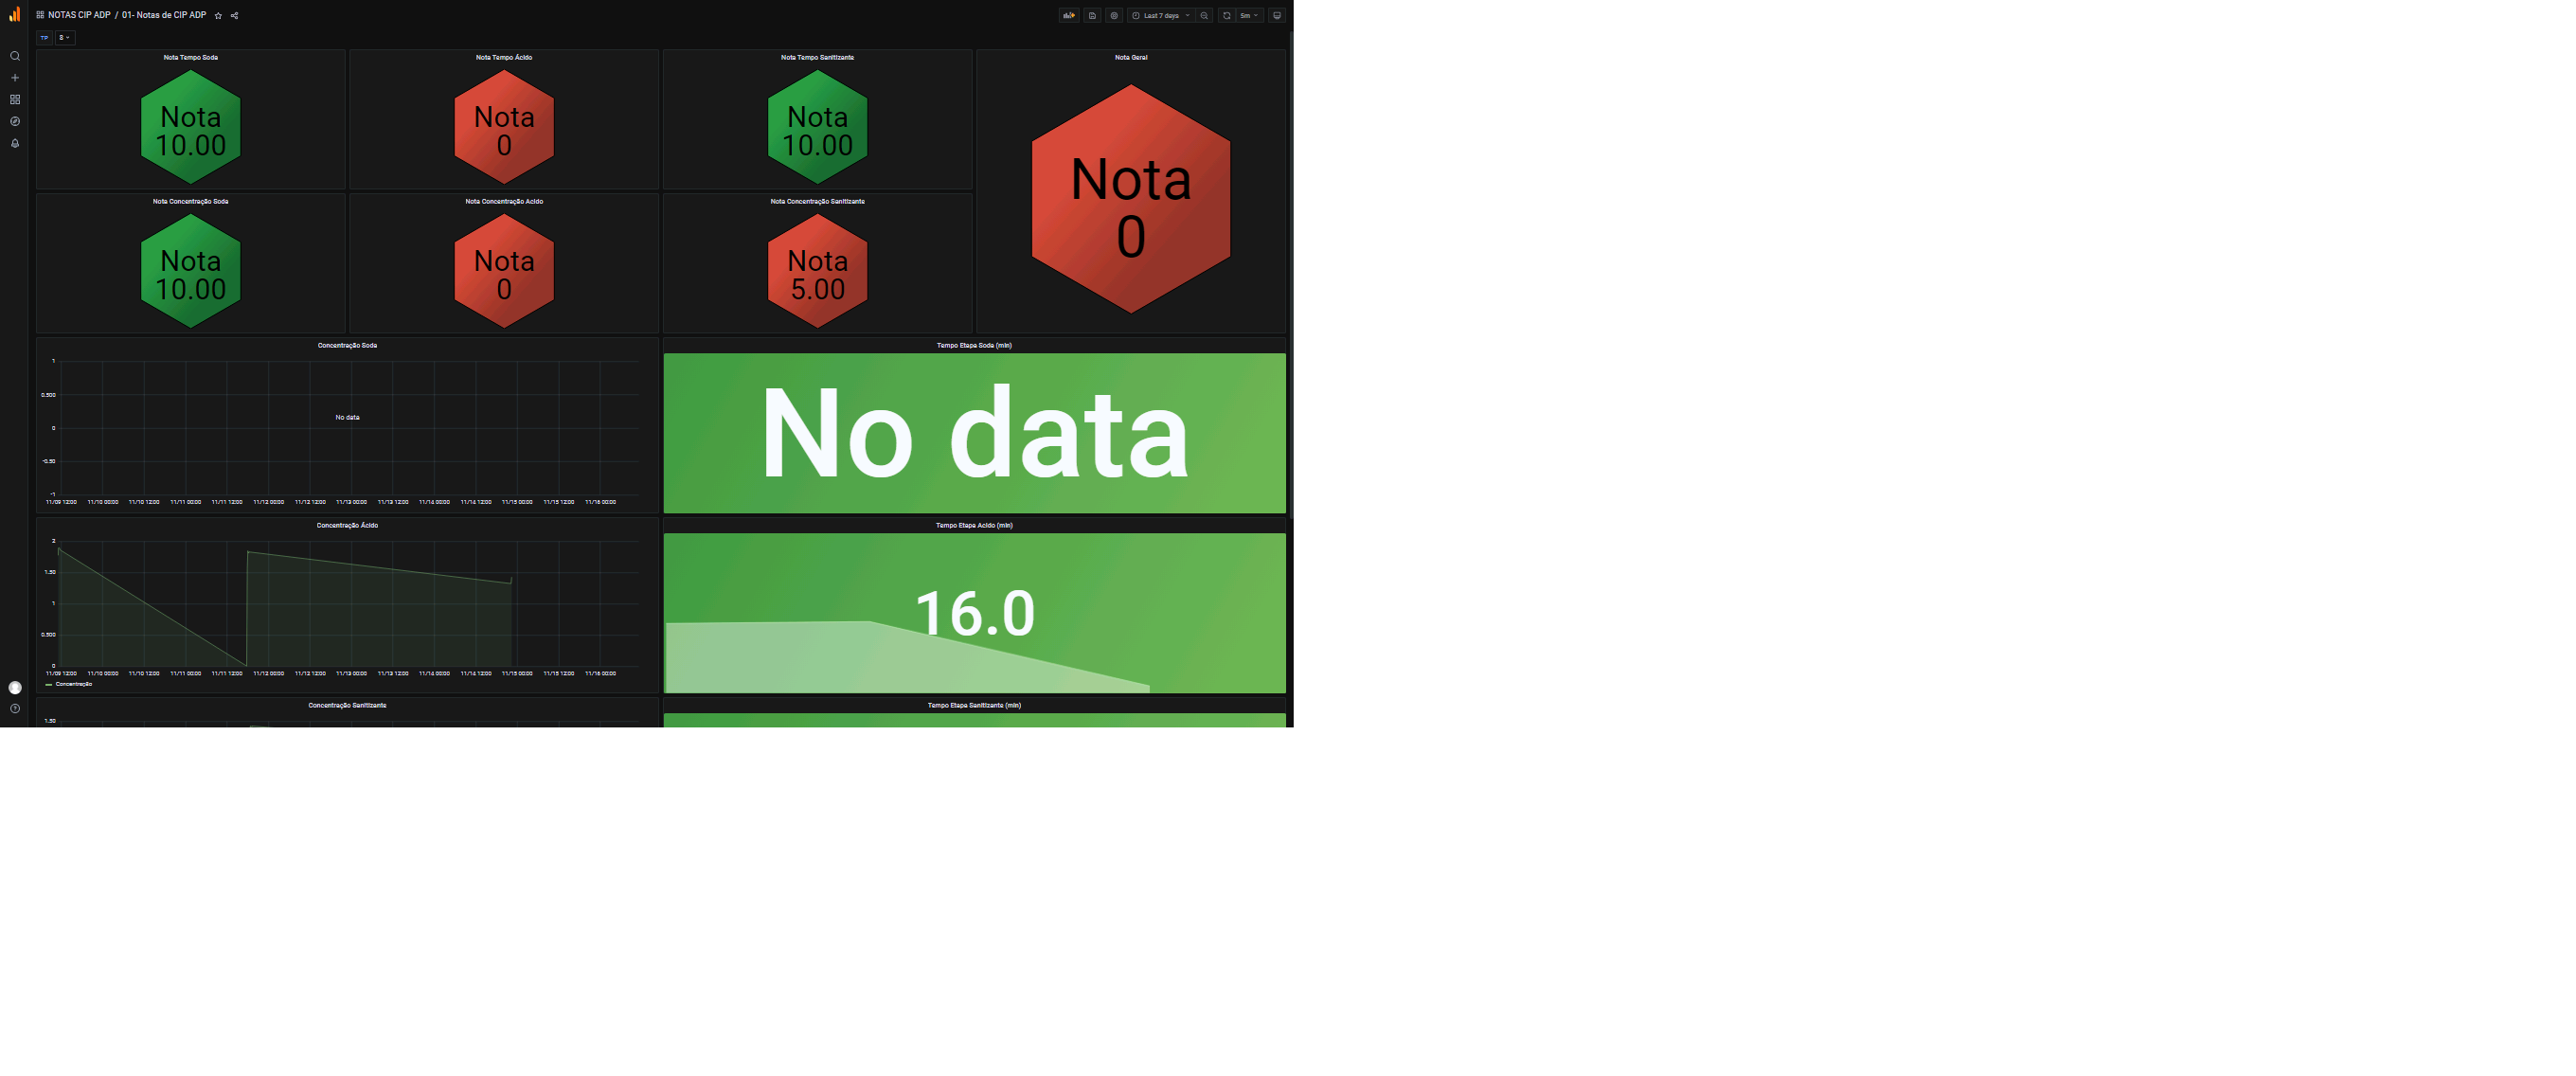 NOTAS CIP ADP / 01- Notas de CIP ADP
Last 7 days
5m
TP 8
Nota Tempo Soda
Nota
10.00
Nota Tempo Ácido
Nota
0
Nota Tempo Sanitizante
Nota
10.00
Nota Geral
Nota
0
Nota Concentração Soda
Nota
10.00
Nota Concentração Acido
Nota
0
Nota Concentração Sanitizante
Nota
5.00
Concentração Soda
1
0.500
0
-0.50
-1
No data
11/09 12:00 11/10 00:00 11/10 12:00 11/11 00:00 11/11 12:00 11/12 00:00 11/12 12:00 11/13 00:00 11/13 12:00 11/14 00:00 11/14 12:00 11/15 00:00 11/15 12:00 11/16 00:00
Tempo Etapa Soda (min)
No data
Concentração Ácido
2
1.50
1
0.500
0
11/09 12:00 11/10 00:00 11/10 12:00 11/11 00:00 11/11 12:00 11/12 00:00 11/12 12:00 11/13 00:00 11/13 12:00 11/14 00:00 11/14 12:00 11/15 00:00 11/15 12:00 11/16 00:00
Concentração
Tempo Etapa Acido (min)
16.0
Concentração Sanitizante
1.50
Tempo Etapa Sanitizante (min)